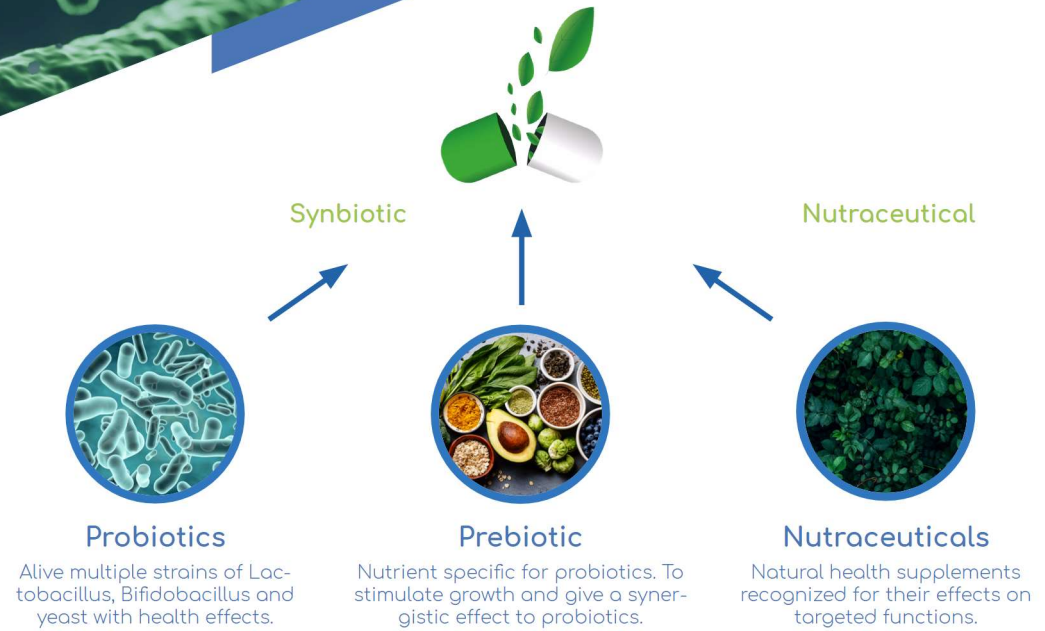 Synbiotic
Nutraceutical
Probiotics
Alive multiple strains of Lac-
tobacillus, Bifidobacillus and
yeast with health effects.
Prebiotic
Nutrient specific for probiotics. To
stimulate growth and give a syner-
gistic effect to probiotics.
Nutraceuticals
Natural health supplements
recognized for their effects on
targeted functions.